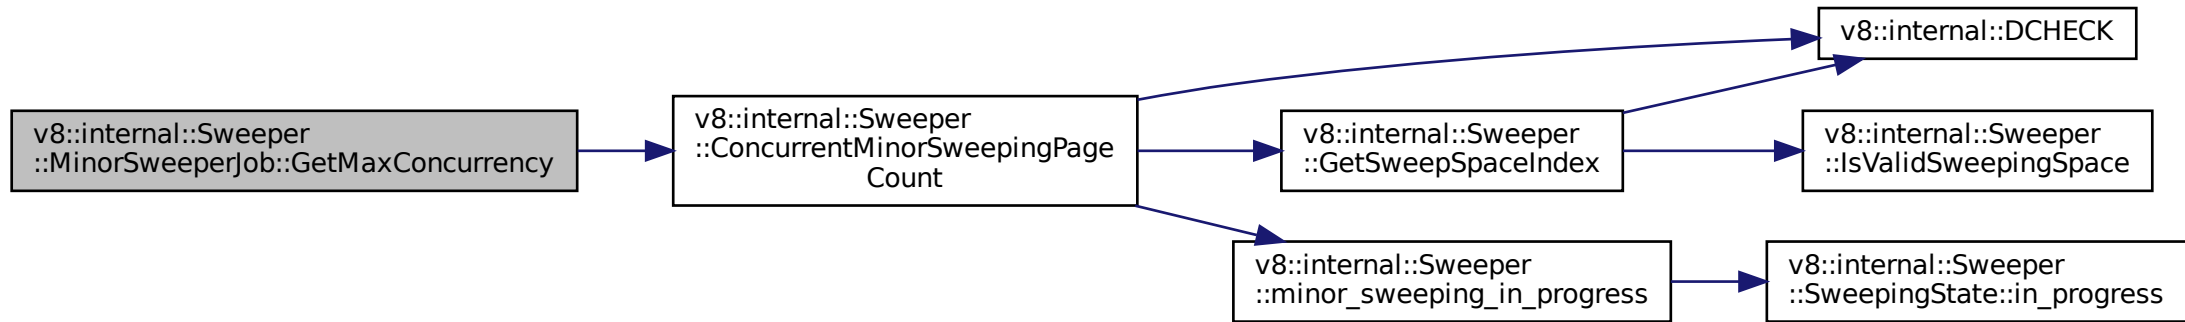 v8::internal::Sweeper
::MinorSweeperJob::GetMaxConcurrency
v8::internal::Sweeper
::ConcurrentMinorSweepingPage
Count
v8::internal::DCHECK
v8::internal::Sweeper
::GetSweepSpaceIndex
v8::internal::Sweeper
::IsValidSweepingSpace
v8::internal::Sweeper
::minor_sweeping_in_progress
v8::internal::Sweeper
::SweepingState::in_progress